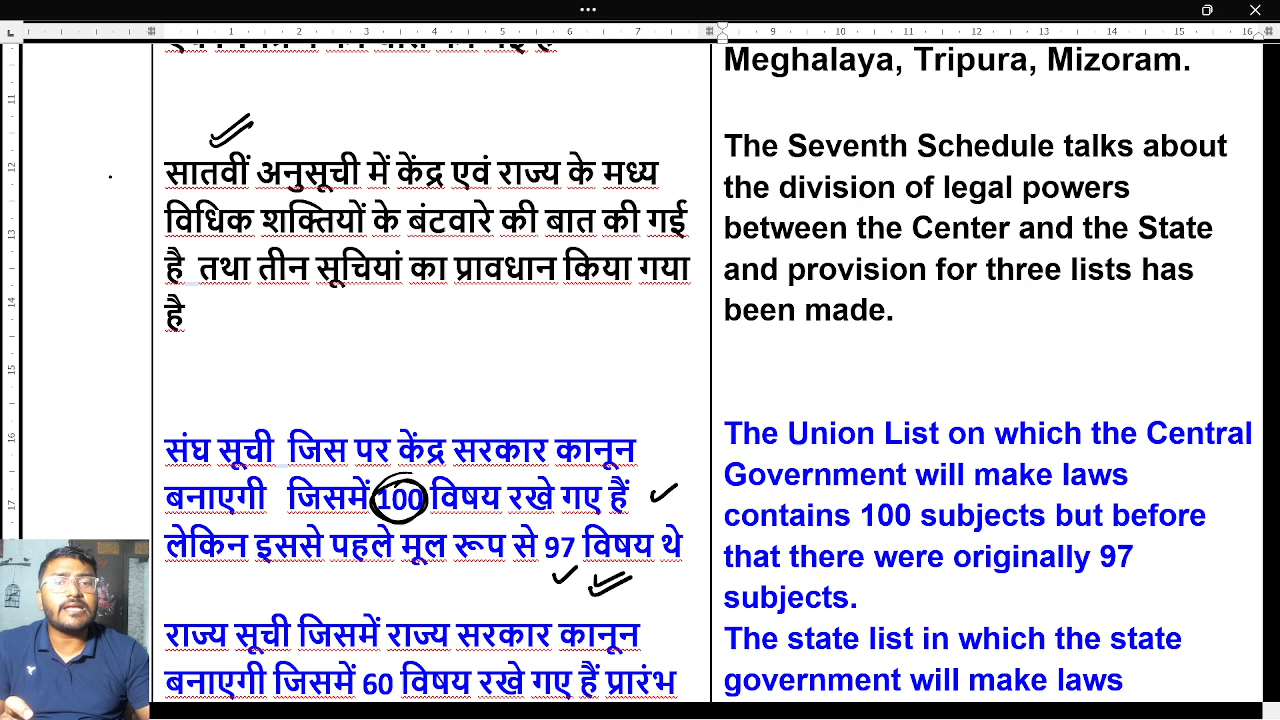 सातवीं अनुसूची में केंद्र एवं राज्य के मध्य
विधिक शक्तियों के बंटवारे की बात की गई
है तथा तीन सूचियां का प्रावधान किया गया
है
संघ सूची जिस पर केंद्र सरकार कानून
बनाएगी जिसमें 100 विषय रखे गए हैं
लेकिन इससे पहले मूल रूप से 97 विषय थे
राज्य सूची जिसमें राज्य सरकार कानून
बनाएगी जिसमें 60 विषय रखे गए हैं प्रारंभ
Meghalaya, Tripura, Mizoram.
The Seventh Schedule talks about
the division of legal powers
between the Center and the State
and provision for three lists has
been made.
The Union List on which the Central
Government will make laws
contains 100 subjects but before
that there were originally 97
subjects.
The state list in which the state
government will make laws